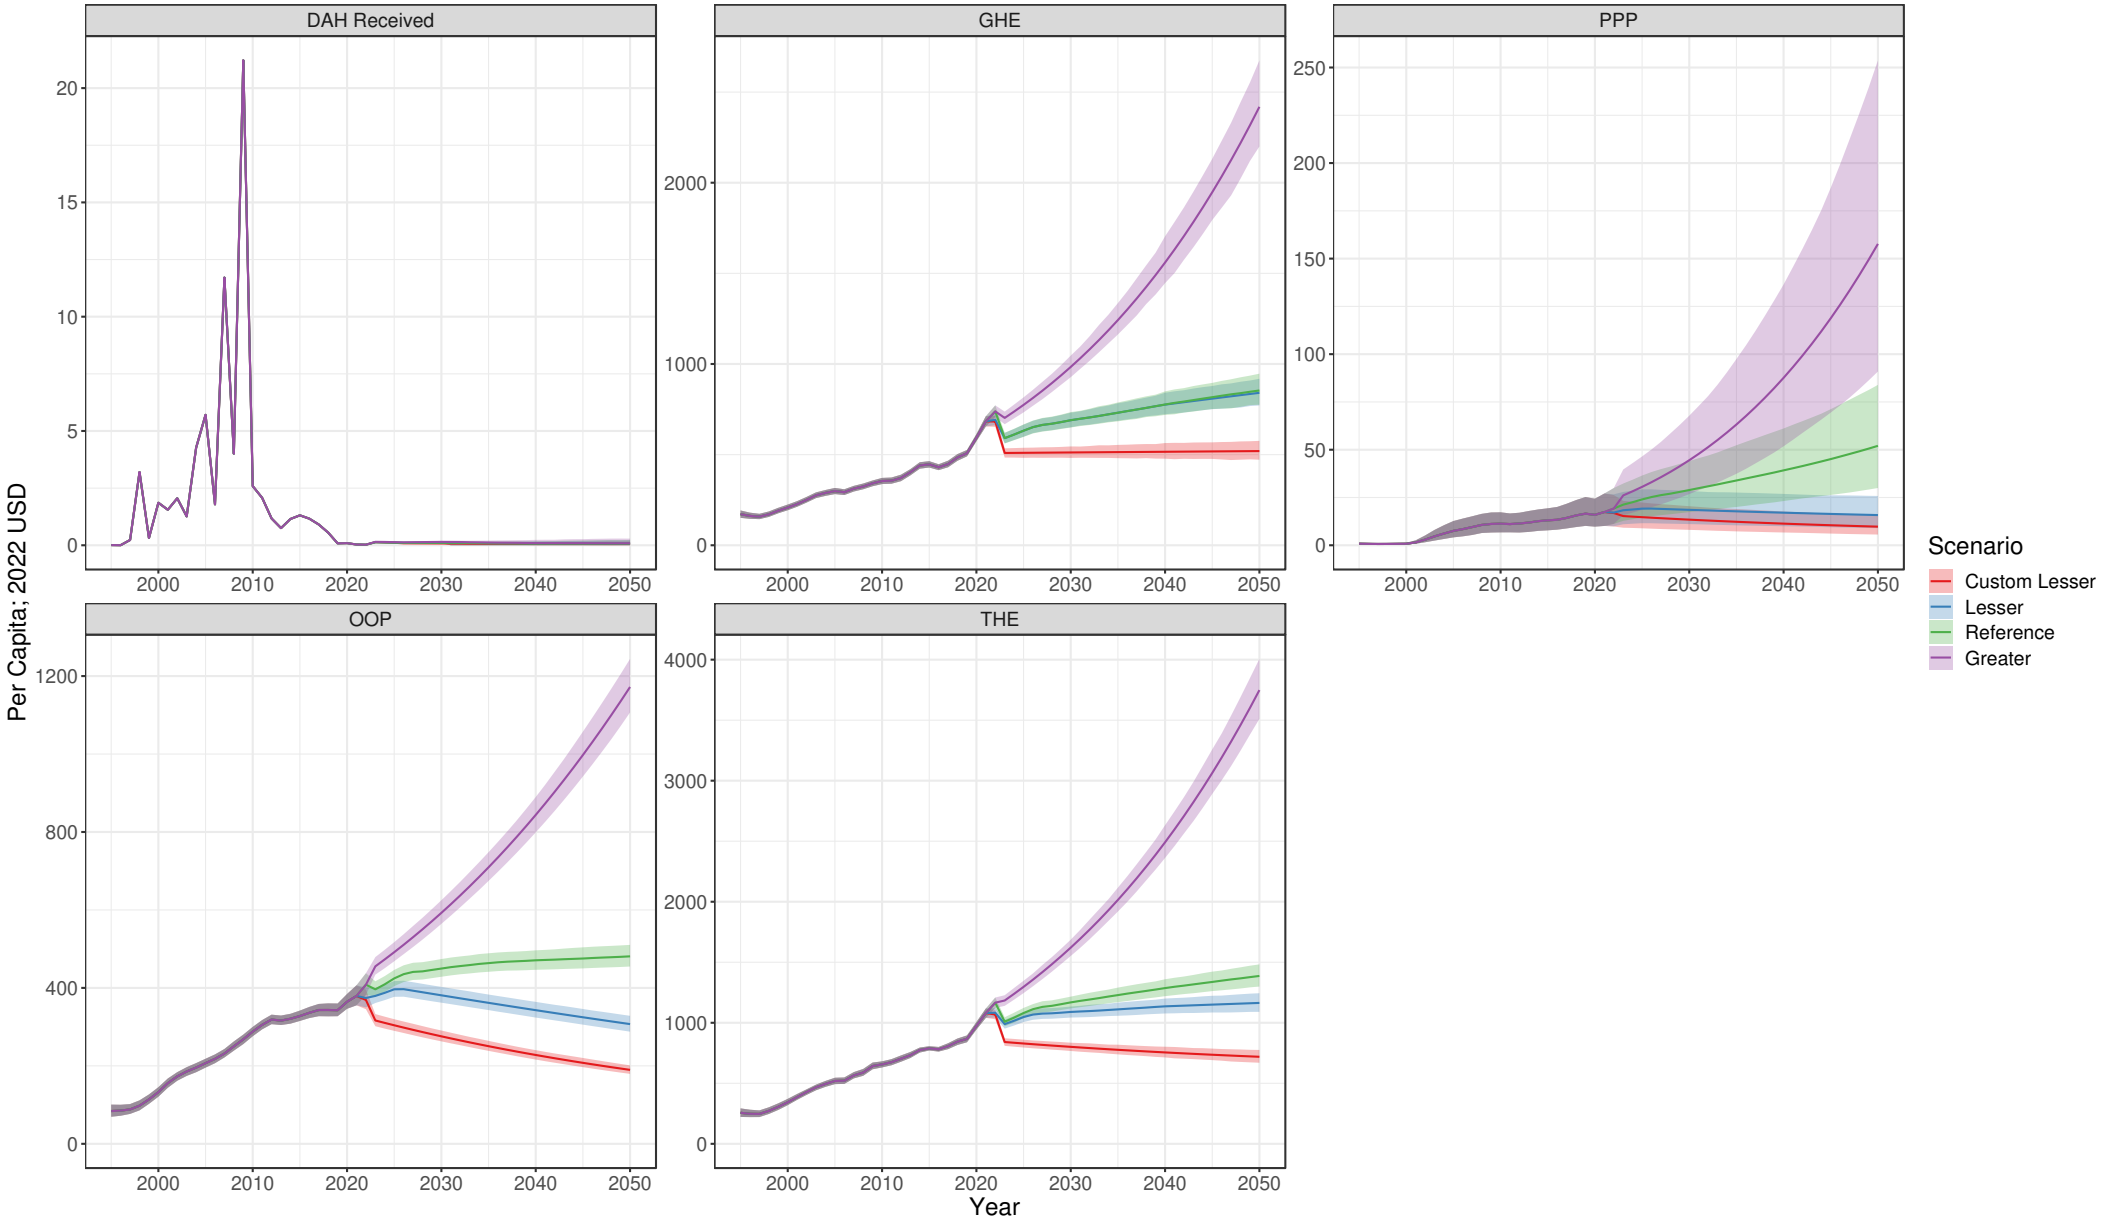 DAH Received
GHE
PPP
20
15
10
5
0
2000
1000
0
250
200
150
100
50
0
2000 2010 2020 2030 2040 2050
2000 2010 2020 2030 2040 2050
2000 2010 2020 2030 2040 2050
OOP
THE
1200
800
400
0
4000
3000
2000
1000
0
2000 2010 2020 2030 2040 2050
2000 2010 2020 2030 2040 2050
Year
Per Capita; 2022 USD
Scenario
Custom Lesser
Lesser
Reference
Greater